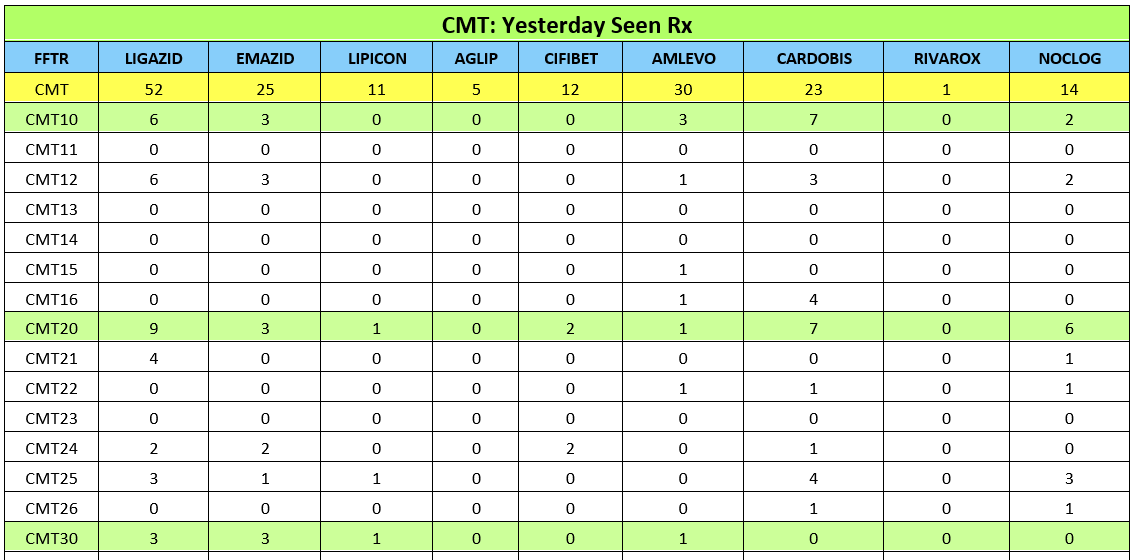 CMT: Yesterday Seen Rx
FFTR LIGAZID EMAZID LIPICON AGLIP CIFIBET AMLEVO CARDOBIS RIVAROX NOCLOG
CMT 52 25 11 5 12 30 23 1 14
CMT10 6 3 0 0 0 3 7 0 2
CMT11 0 0 0 0 0 0 0 0 0
CMT12 6 3 0 0 0 1 3 0 2
CMT13 0 0 0 0 0 0 0 0 0
CMT14 0 0 0 0 0 0 0 0 0
CMT15 0 0 0 0 0 1 0 0 0
CMT16 0 0 0 0 0 1 4 0 0
CMT20 9 3 1 0 2 1 7 0 6
CMT21 4 0 0 0 0 0 0 0 1
CMT22 0 0 0 0 0 1 1 0 1
CMT23 0 0 0 0 0 0 0 0 0
CMT24 2 2 0 0 2 0 1 0 0
CMT25 3 1 1 0 0 0 4 0 3
CMT26 0 0 0 0 0 0 1 0 1
CMT30 3 3 1 0 0 1 0 0 0